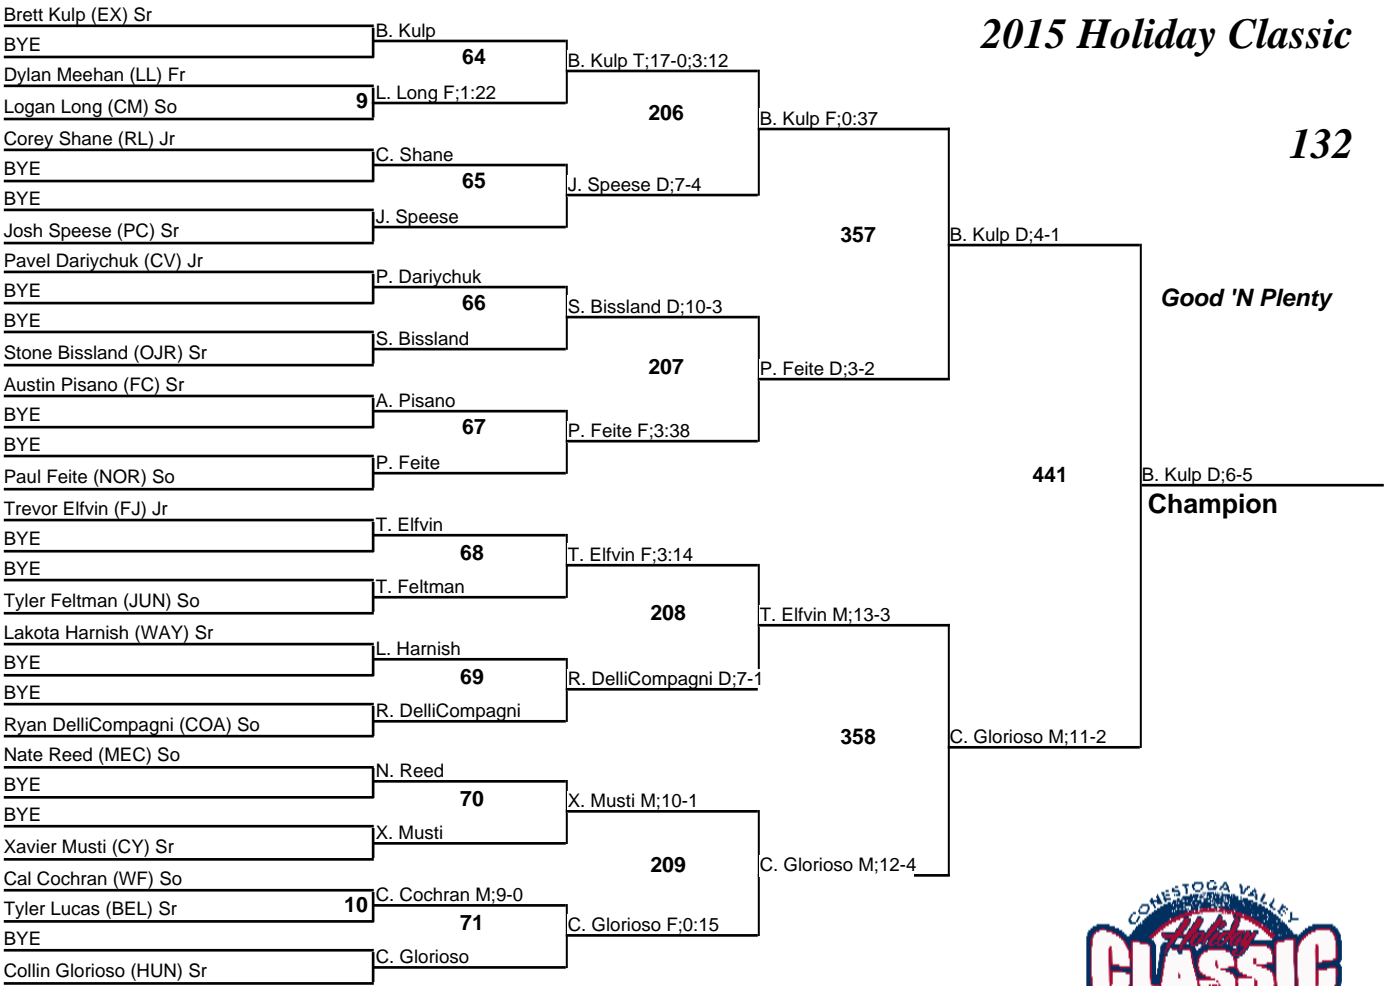 2015 Holiday Classic
132
Good 'N Plenty
Brett Kulp (EX) Sr
BYE
Dylan Meehan (LL) Fr
Logan Long (CM) So
Corey Shane (RL) Jr
BYE
BYE
Josh Speese (PC) Sr
Pavel Dariychuk (CV) Jr
BYE
BYE
Stone Bissland (OJR) Sr
Austin Pisano (FC) Sr
BYE
BYE
Paul Feite (NOR) So
Trevor Elfvin (FJ) Jr
BYE
BYE
Tyler Feltman (JUN) So
Lakota Harnish (WAY) Sr
BYE
BYE
Ryan DelliCompagni (COA) So
Nate Reed (MEC) So
BYE
BYE
Xavier Musti (CY) Sr
Cal Cochran (WF) So
Tyler Lucas (BEL) Sr
BYE
Collin Glorioso (HUN) Sr
9
10
B. Kulp
64
L. Long F;1:22
C. Shane
65
J. Speese
P. Dariychuk
66
S. Bissland
A. Pisano
67
P. Feite
T. Elfvin
68
T. Feltman
L. Harnish
69
R. DelliCompagni
N. Reed
70
X. Musti
C. Cochran M;9-0
71
C. Glorioso
B. Kulp T;17-0;3:12
206
J. Speese D;7-4
S. Bissland D;10-3
207
P. Feite F;3:38
T. Elfvin F;3:14
208
R. DelliCompagni D;7-1
X. Musti M;10-1
209
C. Glorioso F;0:15
B. Kulp F;0:37
357
P. Feite D;3-2
T. Elfvin M;13-3
358
C. Glorioso M;12-4
B. Kulp D;4-1
441
C. Glorioso M;11-2
B. Kulp D;6-5
Champion
CONESTOGA VALLEY
Holiday
CLASSIC